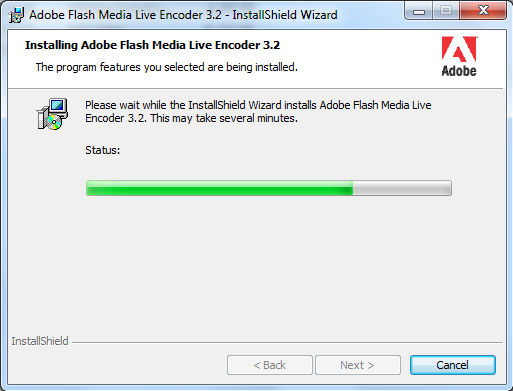 Adobe Flash Media Live Encoder 3.2 - InstallShield Wizard
Installing Adobe Flash Media Live Encoder 3.2
The program features you selected are being installed.
Adobe
Please wait while the InstallShield Wizard installs Adobe Flash Media Live
Encoder 3.2. This may take several minutes.
Status:
InstallShield
< Back
Next >
Cancel